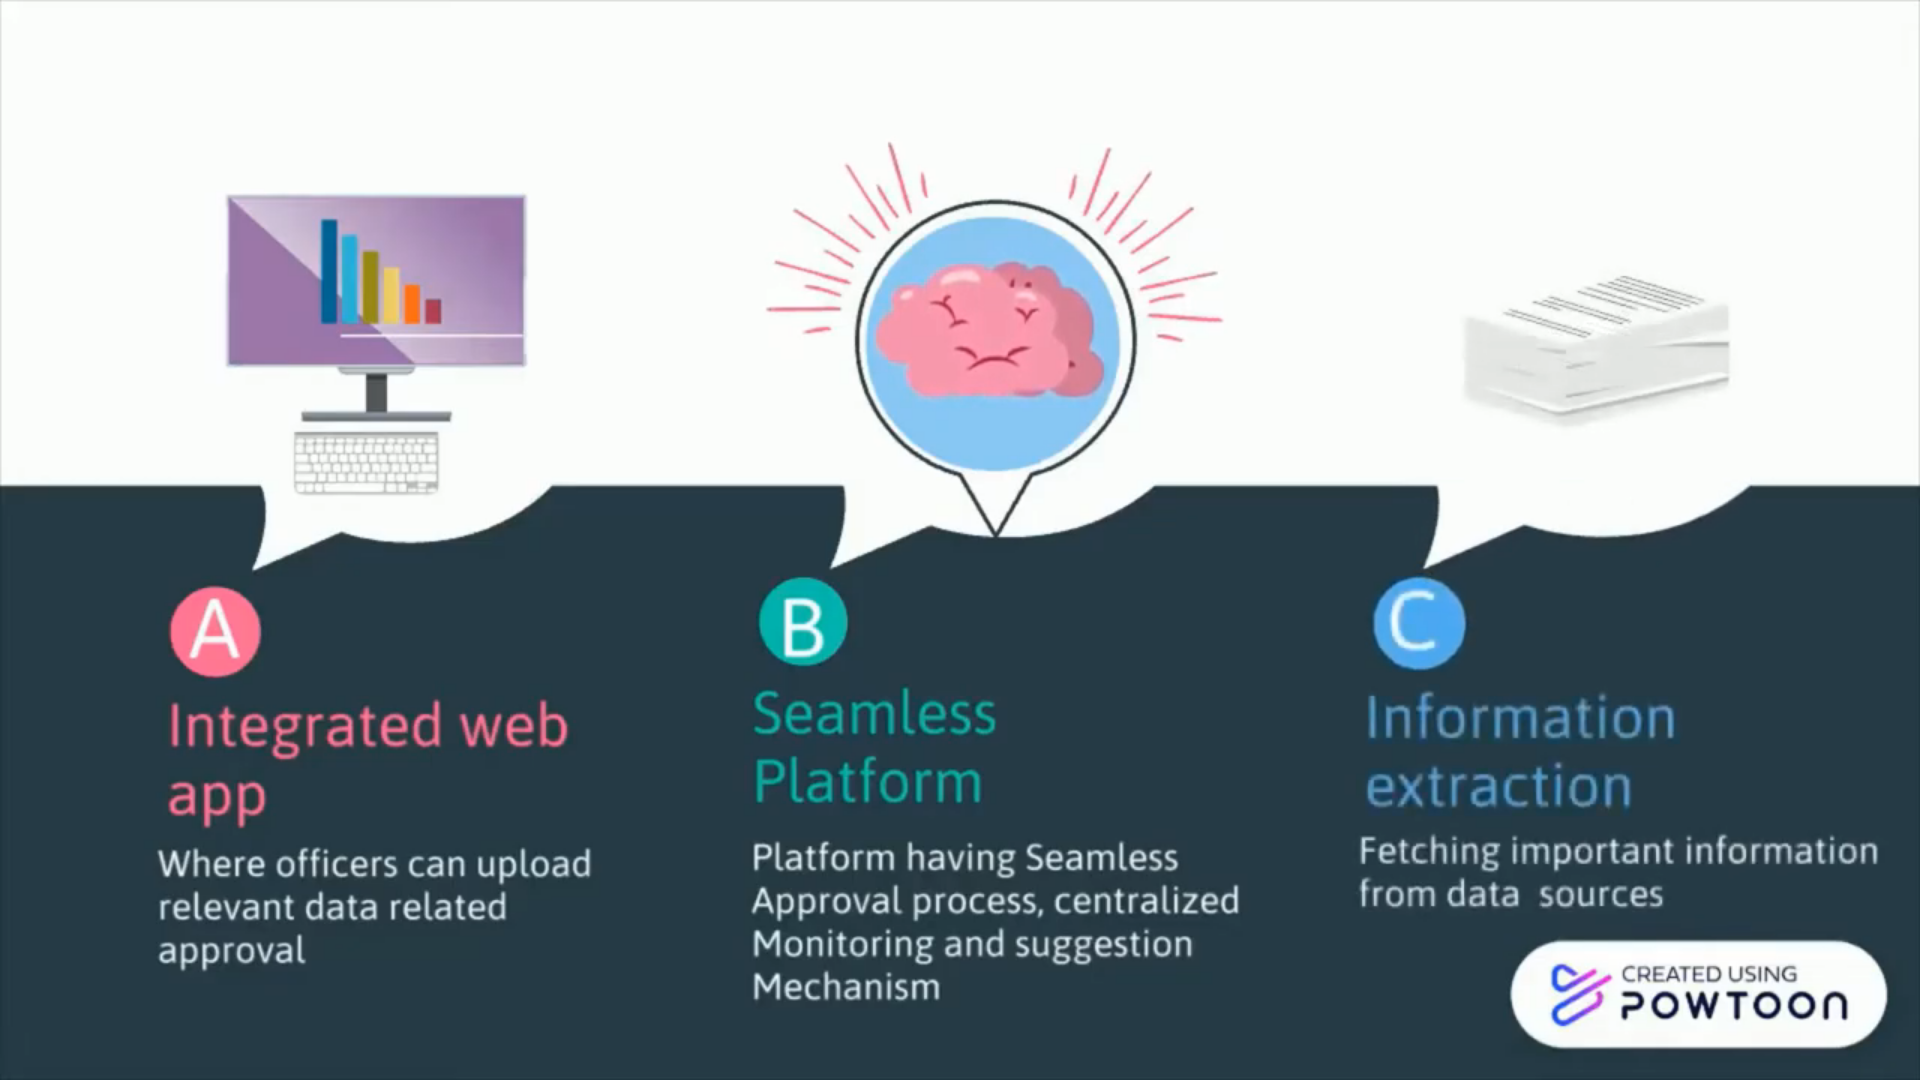 A
Integrated web
app
Where officers can upload
relevant data related
approval
B
Seamless
Platform
Platform having Seamless
Approval process, centralized
Monitoring and suggestion
Mechanism
C
Information
extraction
Fetching important information
from data  sources
CREATED USING
POWTOON